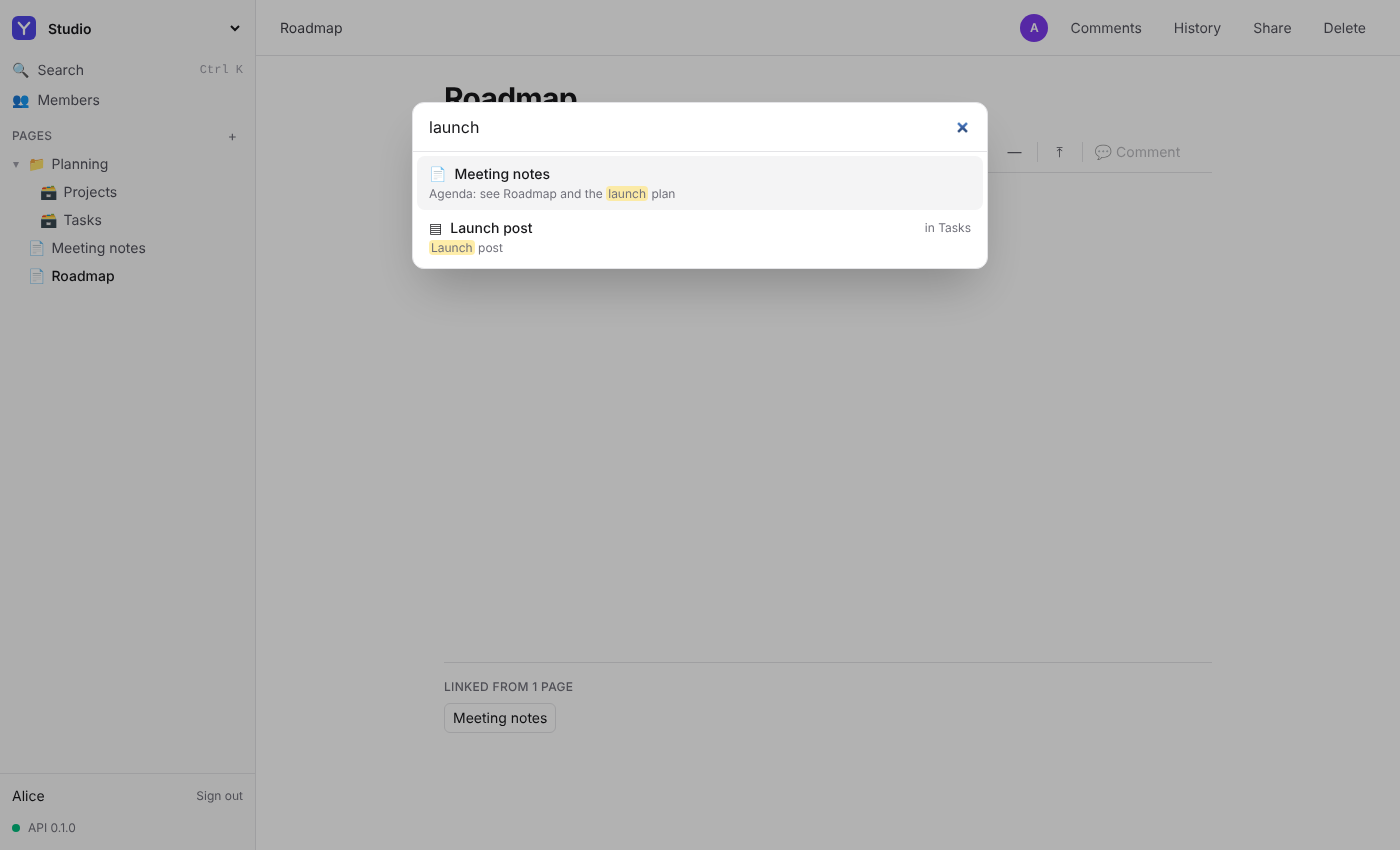 Studio
Search Ctrl K
Members
PAGES +
Planning
Projects
Tasks
Meeting notes
Roadmap
Alice Sign out
API 0.1.0
Roadmap A Comments History Share Delete
Roadmap
launch
Meeting notes
Agenda: see Roadmap and the launch plan
Launch post in Tasks
Launch post
Comment
LINKED FROM 1 PAGE
Meeting notes